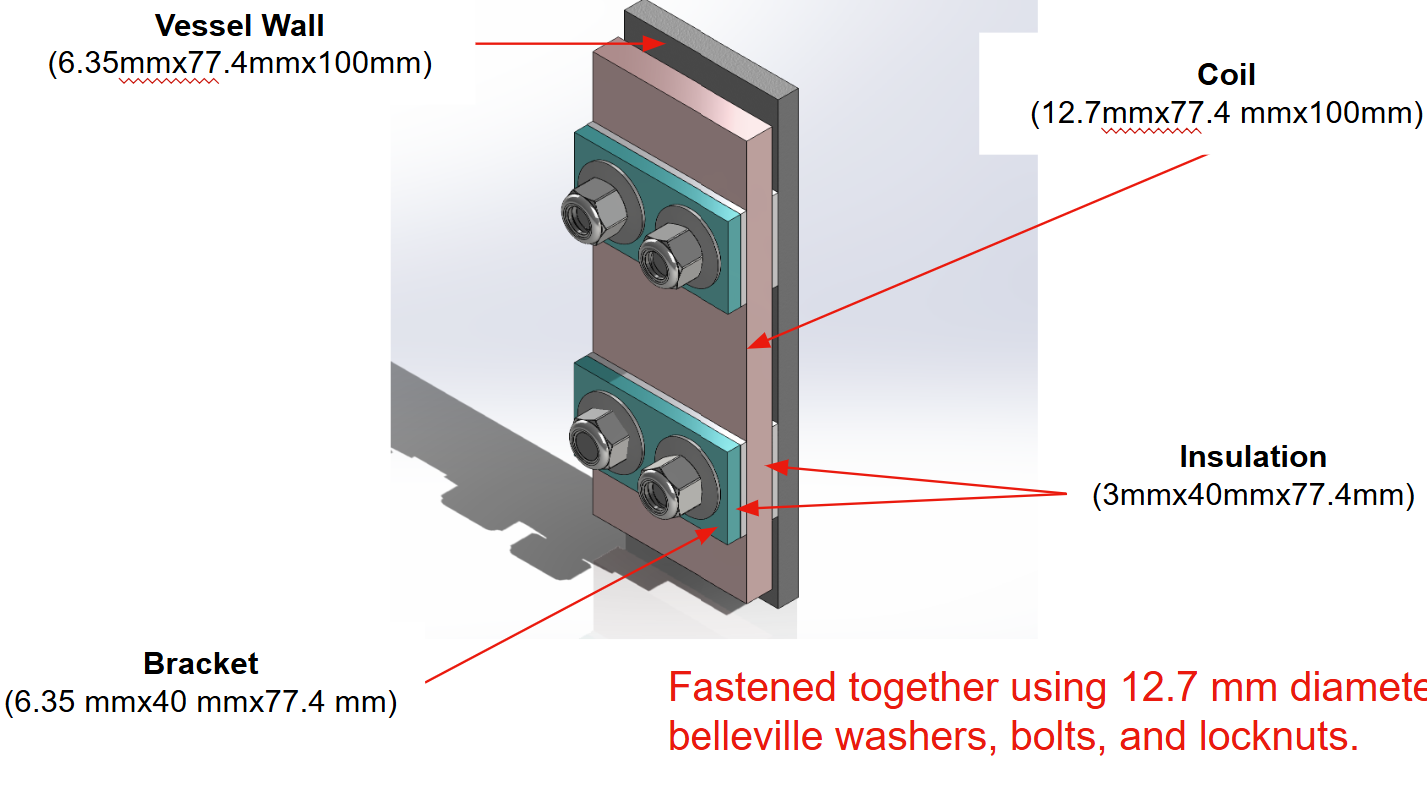 Vessel Wall
(6.35mmx77.4mmx100mm)
Coil
(12.7mmx77.4 mmx100mm)
Insulation
(3mmx40mmx77.4mm)
Bracket
(6.35 mmx40 mmx77.4 mm)
Fastened together using 12.7 mm diamete
belleville washers, bolts, and locknuts.